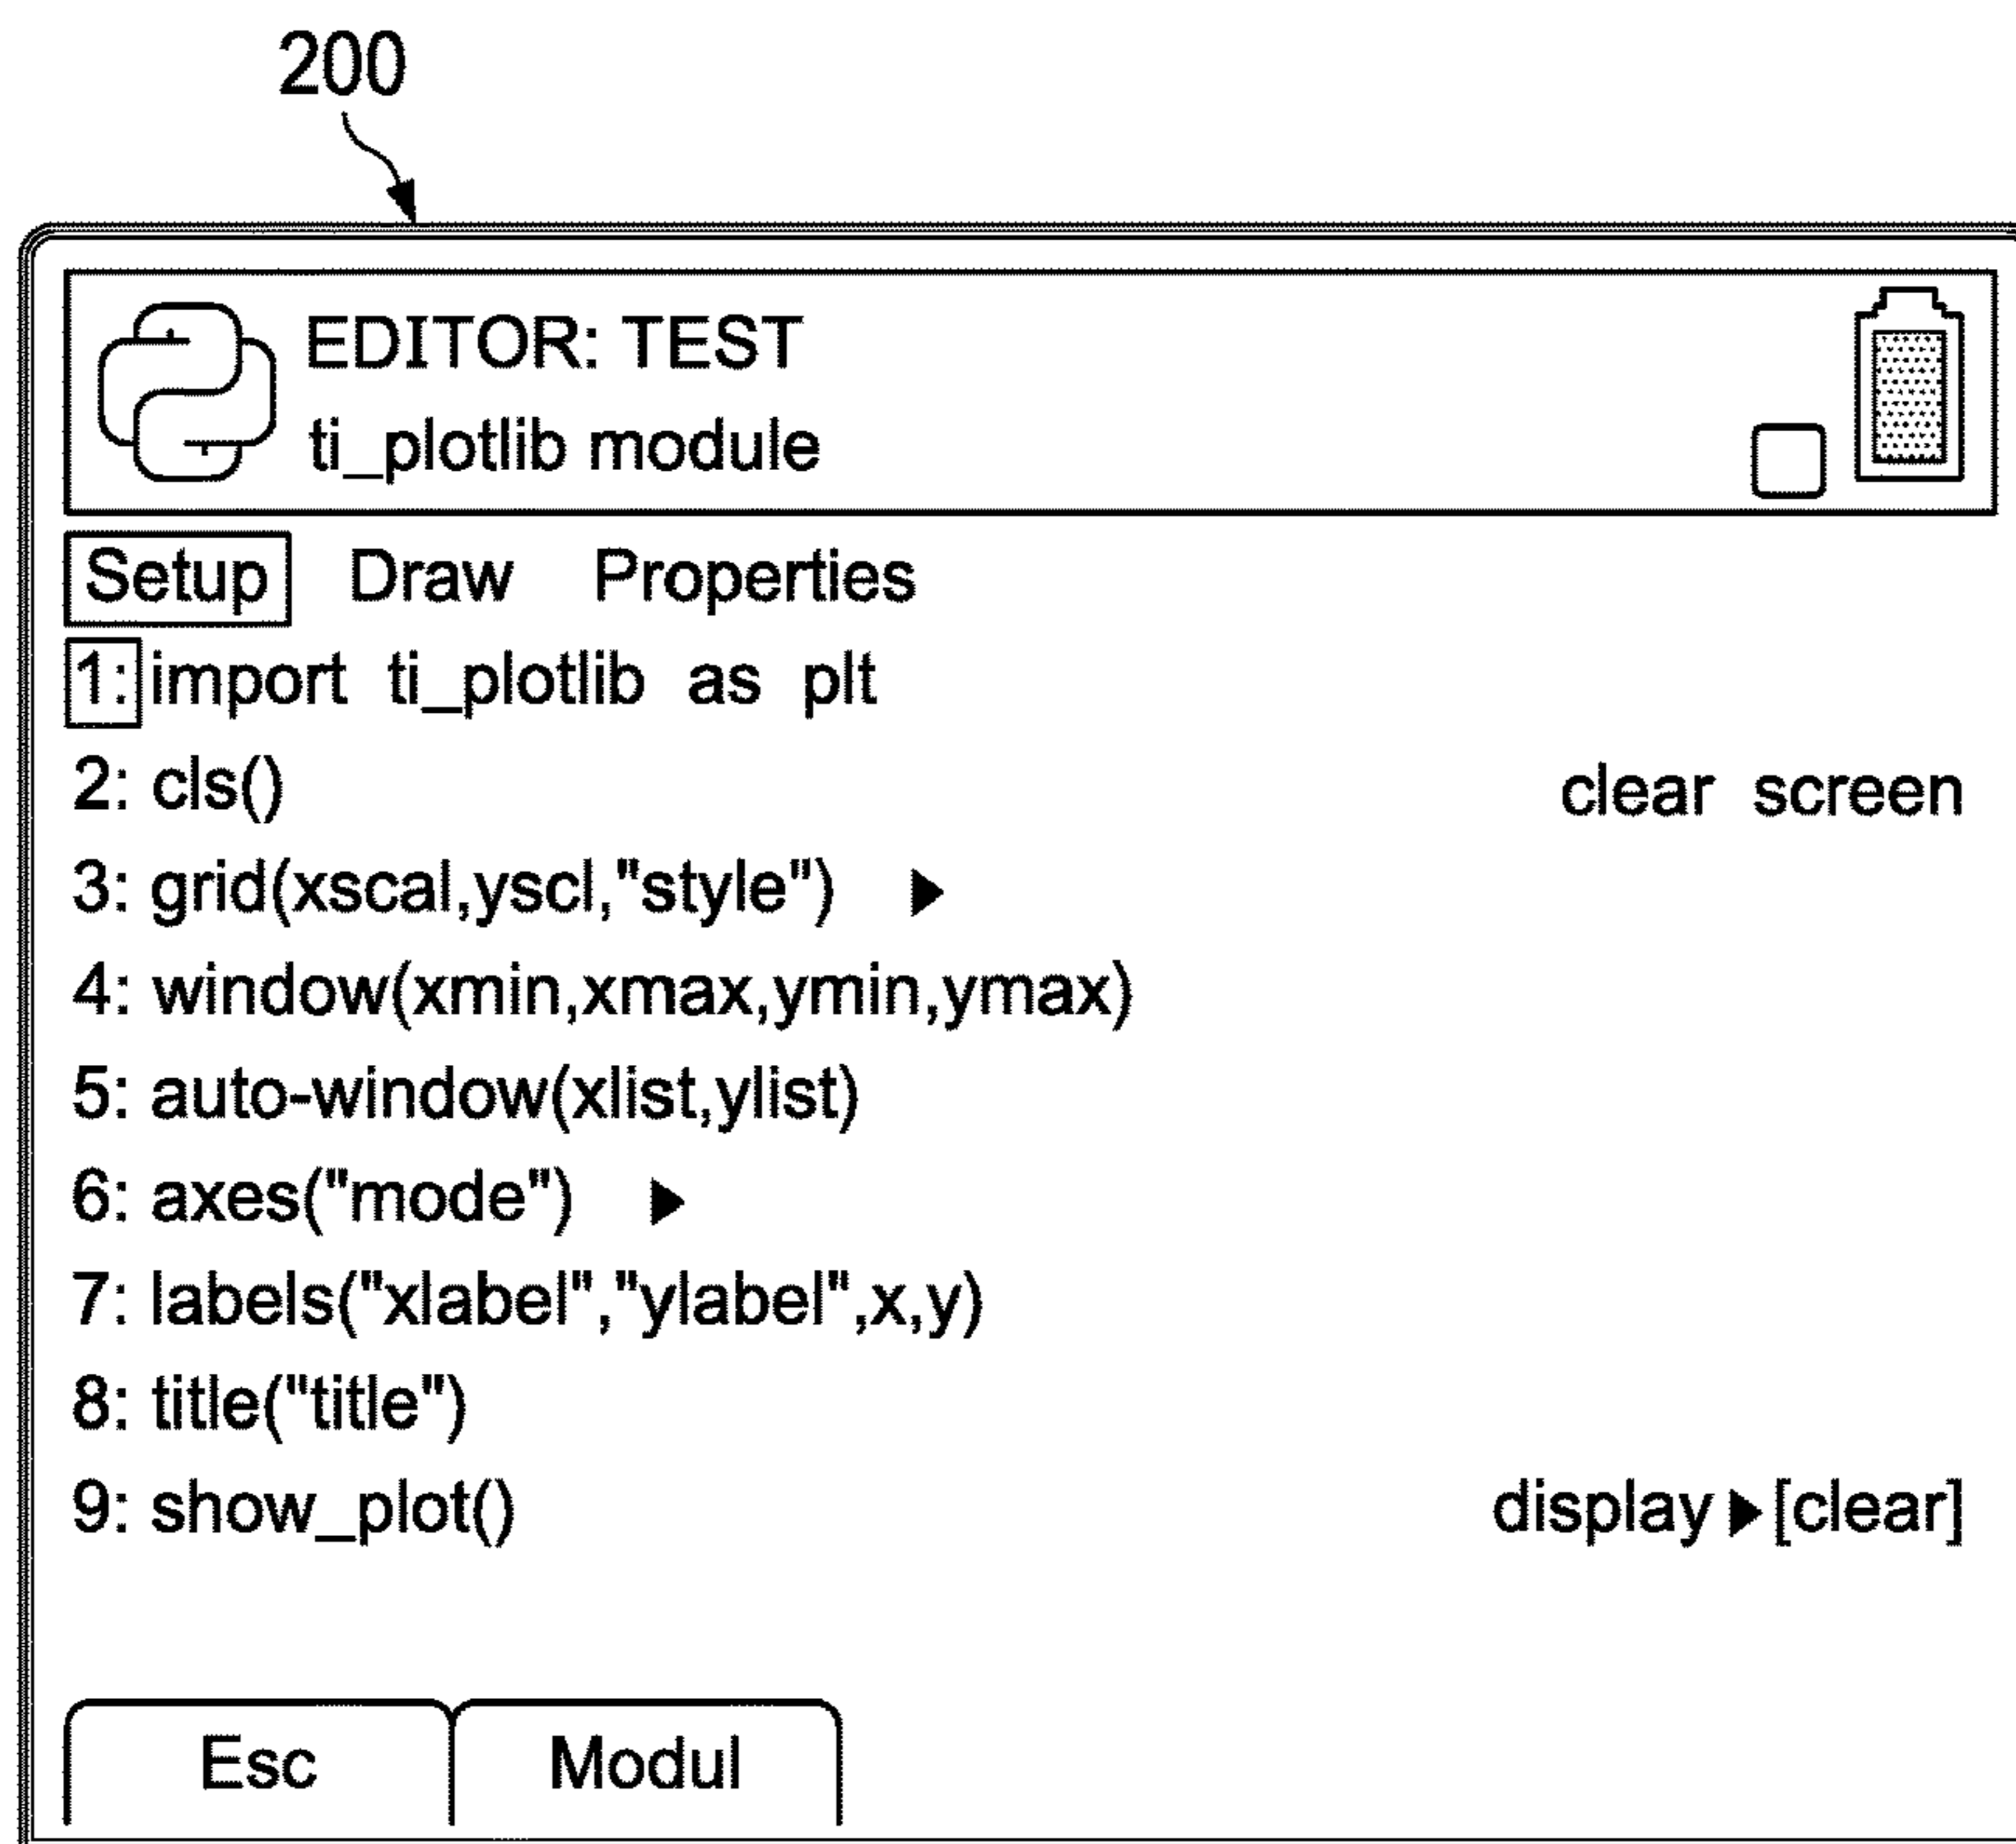 200
EDITOR: TEST
ti_plotlib module
Setup Draw Properties
1: import ti_plotlib as plt
2: cls() clear screen
3: grid(xscal,yscl,"style") ▶
4: window(xmin,xmax,ymin,ymax)
5: auto-window(xlist,ylist)
6: axes("mode") ▶
7: labels("xlabel","ylabel",x,y)
8: title("title")
9: show_plot() display ▶ [clear]
Esc Modul